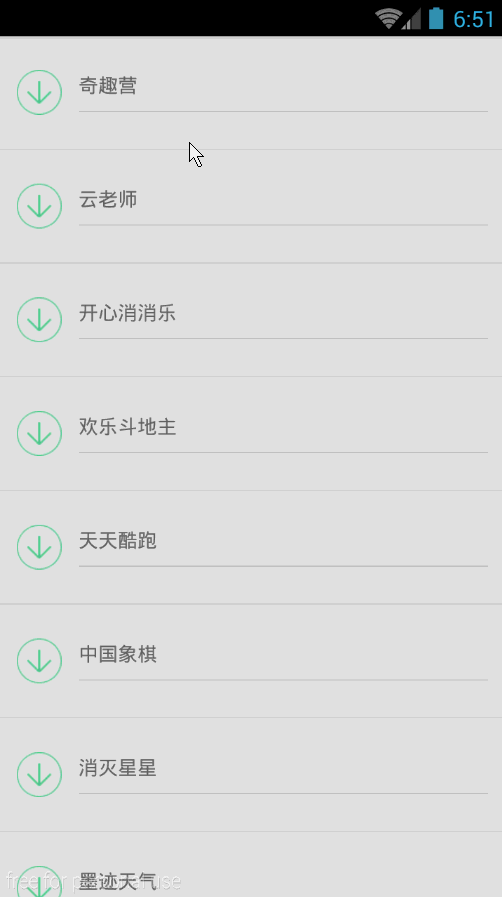 6:51
奇趣营
云老师
开心消消乐
欢乐斗地主
天天酷跑
中国象棋
消灭星星
墨迹天气
free for personal use